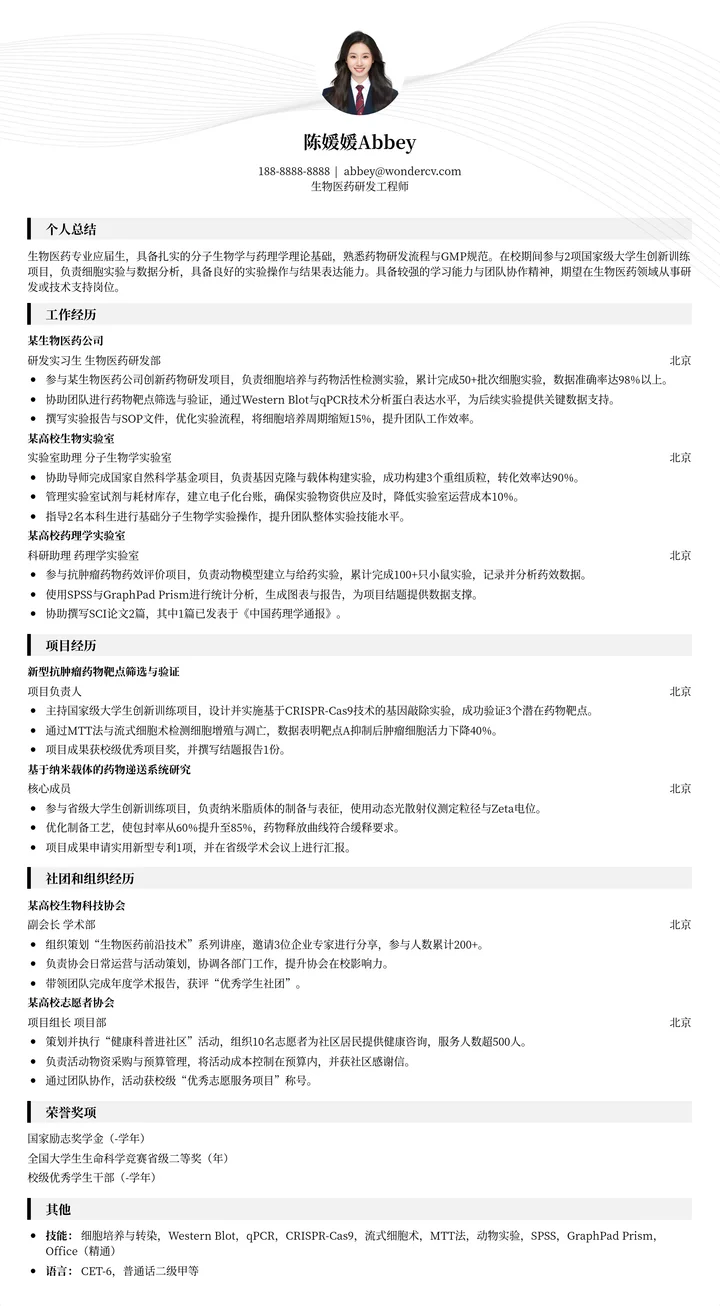 陈媛媛Abbey
188-8888-8888 | abbey@wondercv.com
生物医药研发工程师
个人总结
生物医药专业应届生，具备扎实的分子生物学与药理学理论基础，熟悉药物研发流程与GMP规范。在校期间参与2项国家级大学生创新训练
项目，负责细胞实验与数据分析，具备良好的实验操作与结果表达能力。具备较强的学习能力与团队协作精神，期望在生物医药领域从事研
发或技术支持岗位。
工作经历
某生物医药公司
研发实习生 生物医药研发部 北京
• 参与某生物医药公司创新药物研发项目，负责细胞培养与药物活性检测实验，累计完成50+批次细胞实验，数据准确率达98%以上。
• 协助团队进行药物靶点筛选与验证，通过Western Blot与qPCR技术分析蛋白表达水平，为后续实验提供关键数据支持。
• 撰写实验报告与SOP文件，优化实验流程，将细胞培养周期缩短15%，提升团队工作效率。
某高校生物实验室
实验室助理 分子生物学实验室 北京
• 协助导师完成国家自然科学基金项目，负责基因克隆与载体构建实验，成功构建3个重组质粒，转化效率达90%。
• 管理实验室试剂与耗材库存，建立电子化台账，确保实验物资供应及时，降低实验室运营成本10%。
• 指导2名本科生进行基础分子生物学实验操作，提升团队整体实验技能水平。
某高校药理学实验室
科研助理 药理学实验室 北京
• 参与抗肿瘤药物药效评价项目，负责动物模型建立与给药实验，累计完成100+只小鼠实验，记录并分析药效数据。
• 使用SPSS与GraphPad Prism进行统计分析，生成图表与报告，为项目结题提供数据支撑。
• 协助撰写SCI论文2篇，其中1篇已发表于《中国药理学通报》。
项目经历
新型抗肿瘤药物靶点筛选与验证
项目负责人 北京
• 主持国家级大学生创新训练项目，设计并实施基于CRISPR-Cas9技术的基因敲除实验，成功验证3个潜在药物靶点。
• 通过MTT法与流式细胞术检测细胞增殖与凋亡，数据表明靶点A抑制后肿瘤细胞活力下降40%。
• 项目成果获校级优秀项目奖，并撰写结题报告1份。
基于纳米载体的药物递送系统研究
核心成员 北京
• 参与省级大学生创新训练项目，负责纳米脂质体的制备与表征，使用动态光散射仪测定粒径与Zeta电位。
• 优化制备工艺，使包封率从60%提升至85%，药物释放曲线符合缓释要求。
• 项目成果申请实用新型专利1项，并在省级学术会议上进行汇报。
社团和组织经历
某高校生物科技协会
副会长 学术部 北京
• 组织策划“生物医药前沿技术”系列讲座，邀请3位企业专家进行分享，参与人数累计200+。
• 负责协会日常运营与活动策划，协调各部门工作，提升协会在校影响力。
• 带领团队完成年度学术报告，获评“优秀学生社团”。
某高校志愿者协会
项目组长 项目部 北京
• 策划并执行“健康科普进社区”活动，组织10名志愿者为社区居民提供健康咨询，服务人数超500人。
• 负责活动物资采购与预算管理，将活动成本控制在预算内，并获社区感谢信。
• 通过团队协作，活动获校级“优秀志愿服务项目”称号。
荣誉奖项
国家励志奖学金（-学年）
全国大学生生命科学竞赛省级二等奖（年）
校级优秀学生干部（-学年）
其他
• 技能： 细胞培养与转染，Western Blot，qPCR，CRISPR-Cas9，流式细胞术，MTT法，动物实验，SPSS，GraphPad Prism，
Office（精通）
• 语言： CET-6，普通话二级甲等